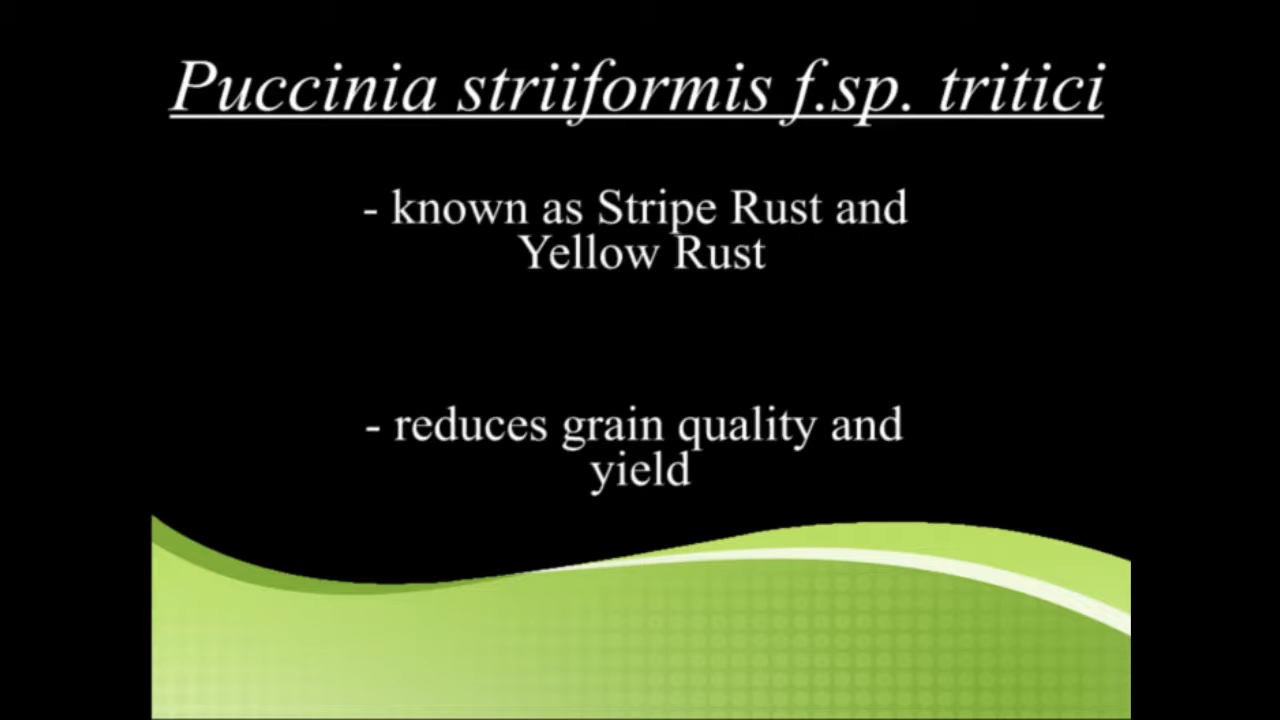 Puccinia striiformis f.sp. tritici
- known as Stripe Rust and
Yellow Rust
- reduces grain quality and
yield